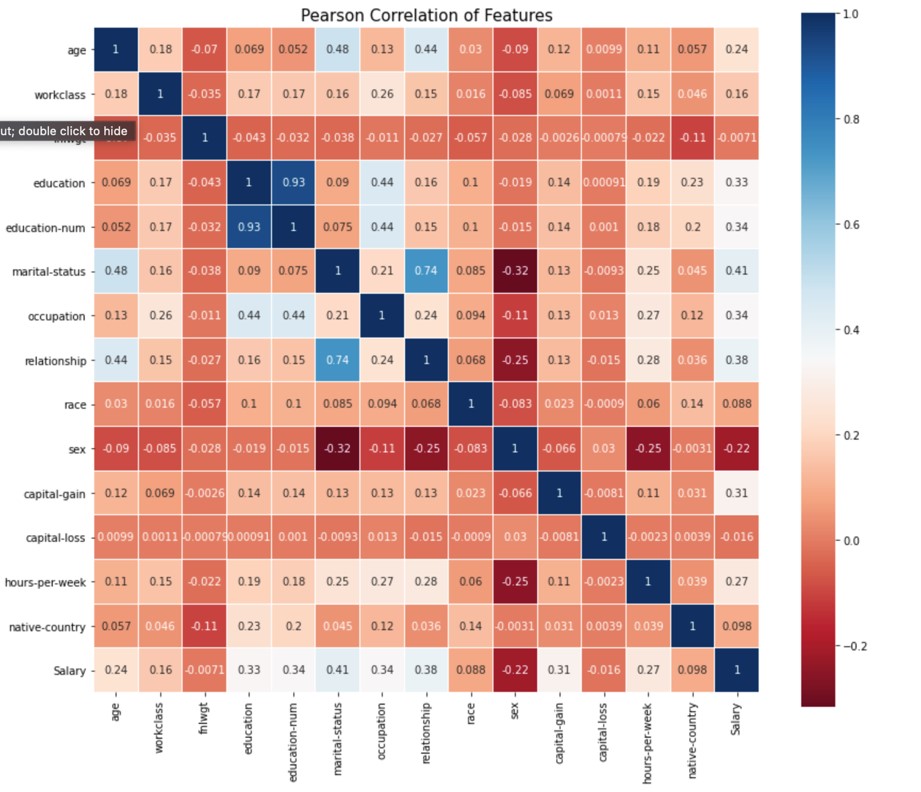 Pearson Correlation of Features
age 1 0.18 -0.07 0.069 0.052 0.48 0.13 0.44 0.03 -0.09 0.12 0.0099 0.11 0.057 0.24
workclass 0.18 1 -0.035 0.17 0.17 0.16 0.26 0.15 0.016 -0.085 0.069 0.0011 0.15 0.046 0.16
ut; double click to hide
-0.035 1 -0.043 -0.032 -0.038 -0.011 -0.027 -0.057 -0.028 -0.0026 -0.00079 -0.022 -0.11 -0.0071
education 0.069 0.17 -0.043 1 0.93 0.09 0.44 0.16 0.1 -0.019 0.14 0.00091 0.19 0.23 0.33
education-num 0.052 0.17 -0.032 0.93 1 0.075 0.44 0.15 0.1 -0.015 0.14 0.001 0.18 0.2 0.34
marital-status 0.48 0.16 -0.038 0.09 0.075 1 0.21 0.74 0.085 -0.32 0.13 -0.0093 0.25 0.045 0.41
occupation 0.13 0.26 -0.011 0.44 0.44 0.21 1 0.24 0.094 -0.11 0.13 0.013 0.27 0.12 0.34
relationship 0.44 0.15 -0.027 0.16 0.15 0.74 0.24 1 0.068 -0.25 0.13 -0.015 0.28 0.036 0.38
race 0.03 0.016 -0.057 0.1 0.1 0.085 0.094 0.068 1 -0.083 0.023 -0.0009 0.06 0.14 0.088
sex -0.09 -0.085 -0.028 -0.019 -0.015 -0.32 -0.11 -0.25 -0.083 1 -0.066 0.03 -0.25 -0.0031 -0.22
capital-gain 0.12 0.069 -0.0026 0.14 0.14 0.13 0.13 0.13 0.023 -0.066 1 -0.0081 0.11 0.031 0.31
capital-loss 0.0099 0.0011 -0.00079 0.00091 0.001 -0.0093 0.013 -0.015 -0.0009 0.03 -0.0081 1 -0.0023 0.0039 -0.016
hours-per-week 0.11 0.15 -0.022 0.19 0.18 0.25 0.27 0.28 0.06 -0.25 0.11 -0.0023 1 0.039 0.27
native-country 0.057 0.046 -0.11 0.23 0.2 0.045 0.12 0.036 0.14 -0.0031 0.031 0.0039 0.039 1 0.098
Salary 0.24 0.16 -0.0071 0.33 0.34 0.41 0.34 0.38 0.088 -0.22 0.31 -0.016 0.27 0.098 1
age workclass fnlwgt education education-num marital-status occupation relationship race sex capital-gain capital-loss hours-per-week native-country Salary
1.0
0.8
0.6
0.4
0.2
0.0
−0.2